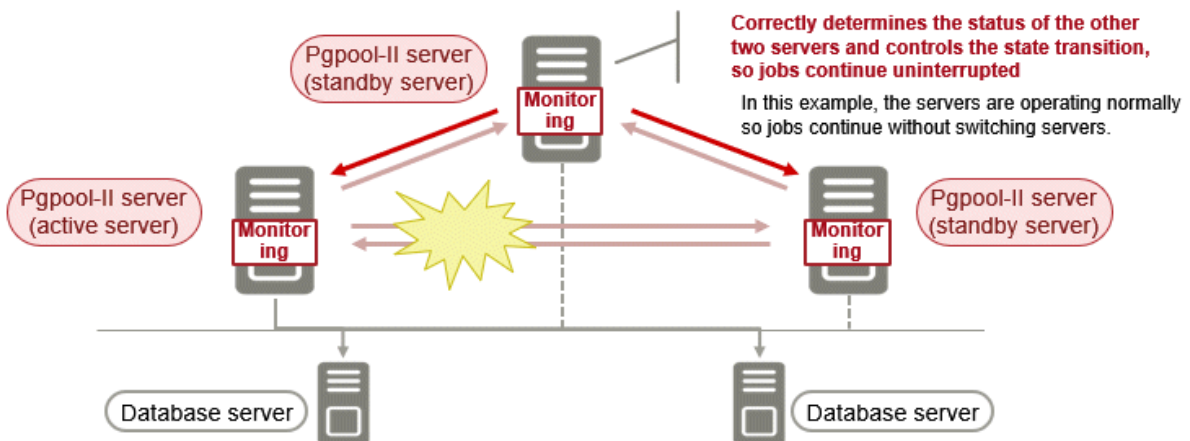 Pgpool-II server
(standby server)
Correctly determines the status of the other
two servers and controls the state transition,
so jobs continue uninterrupted
In this example, the servers are operating normally
so jobs continue without switching servers.
Monitor
ing
Pgpool-II server
(active server)
Monitor
ing
Monitor
ing
Pgpool-II server
(standby server)
Database server
Database server